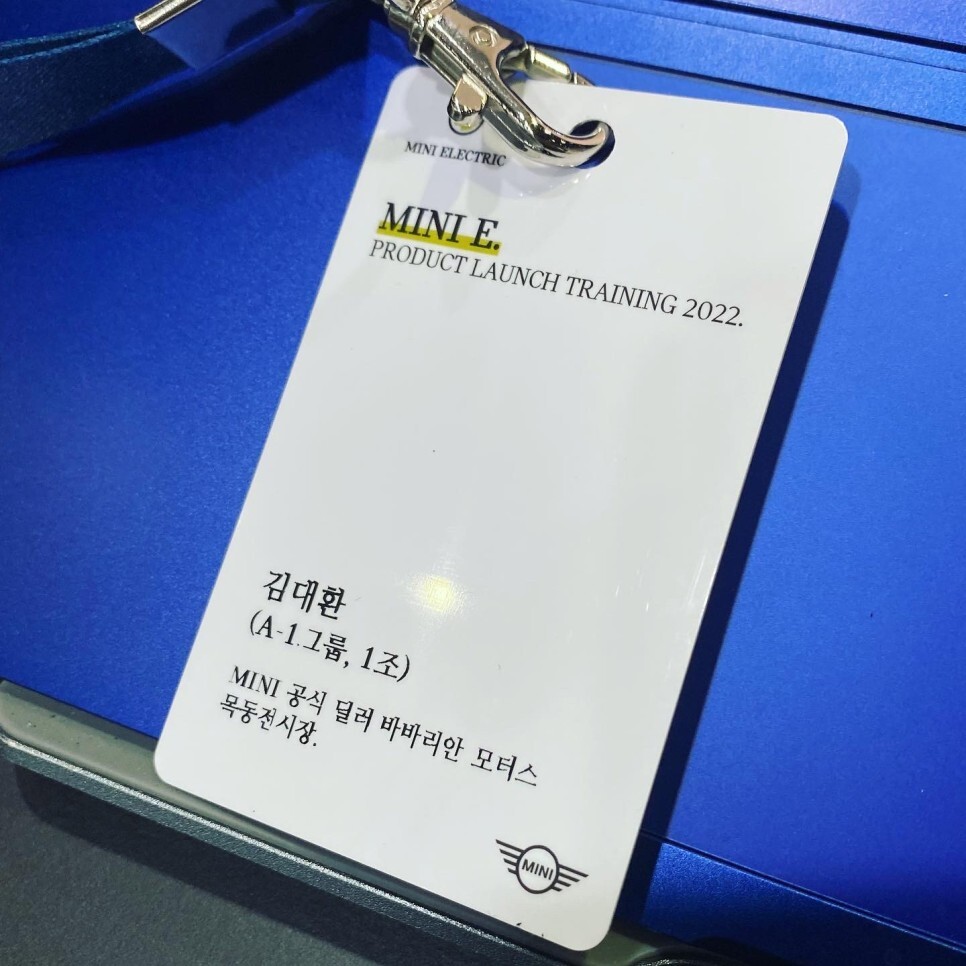 MINI ELECTRIC
MINI E.
PRODUCT LAUNCH TRAINING 2022.
김대환
(A-1.그룹, 1조)
MINI 공식 딜러 바바리안 모터스
목동전시장.
MINI